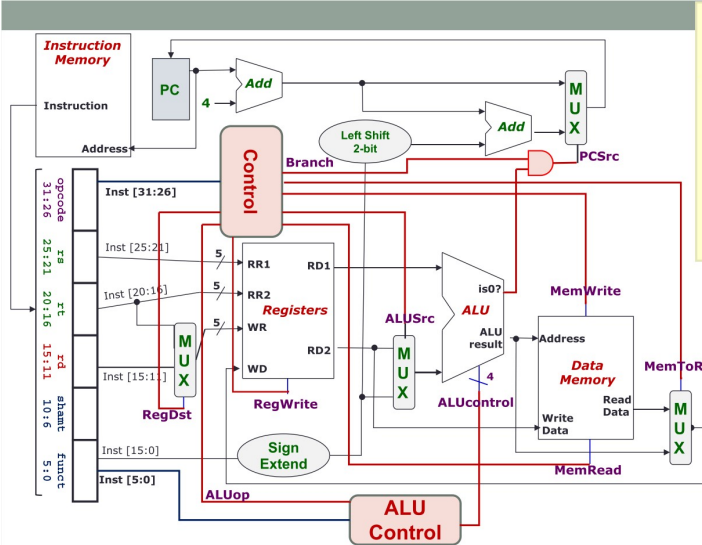 Instruction
Memory
Instruction
Address
PC
4
Add
Left Shift
2-bit
Add
M
U
X
PCSrc
Control
Branch
opcode
31:26
rs
25:21
rt
20:16
rd
15:11
shamt
10:6
funct
5:0
Inst [31:26]
Inst [25:21]
Inst [20:16]
Inst [15:11]
Inst [15:0]
Inst [5:0]
5
5
5
M
U
X
RegDst
RR1
RR2
WR
WD
Registers
RD1
RD2
RegWrite
Sign
Extend
ALUSrc
M
U
X
is0?
ALU
ALU
result
4
ALUcontrol
MemWrite
Address
Data
Memory
Read
Data
Write
Data
MemRead
MemToR
M
U
X
ALUop
ALU
Control